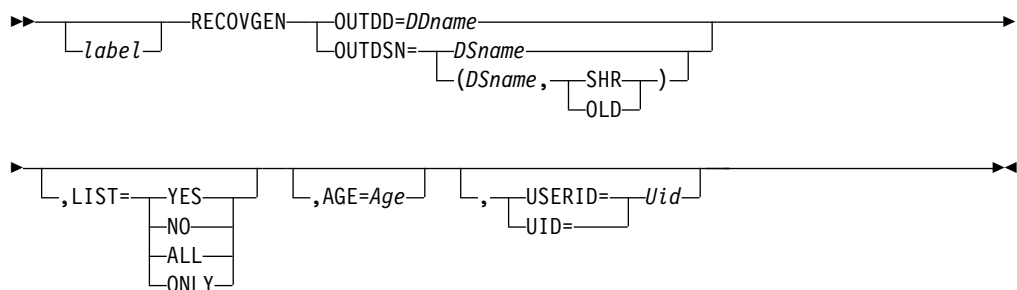 RECOVGEN OUTDD=DDname
label OUTDSN= DSname
(DSname, SHR )
OLD
,LIST= YES ,AGE=Age , USERID= Uid
NO UID=
ALL
ONLY